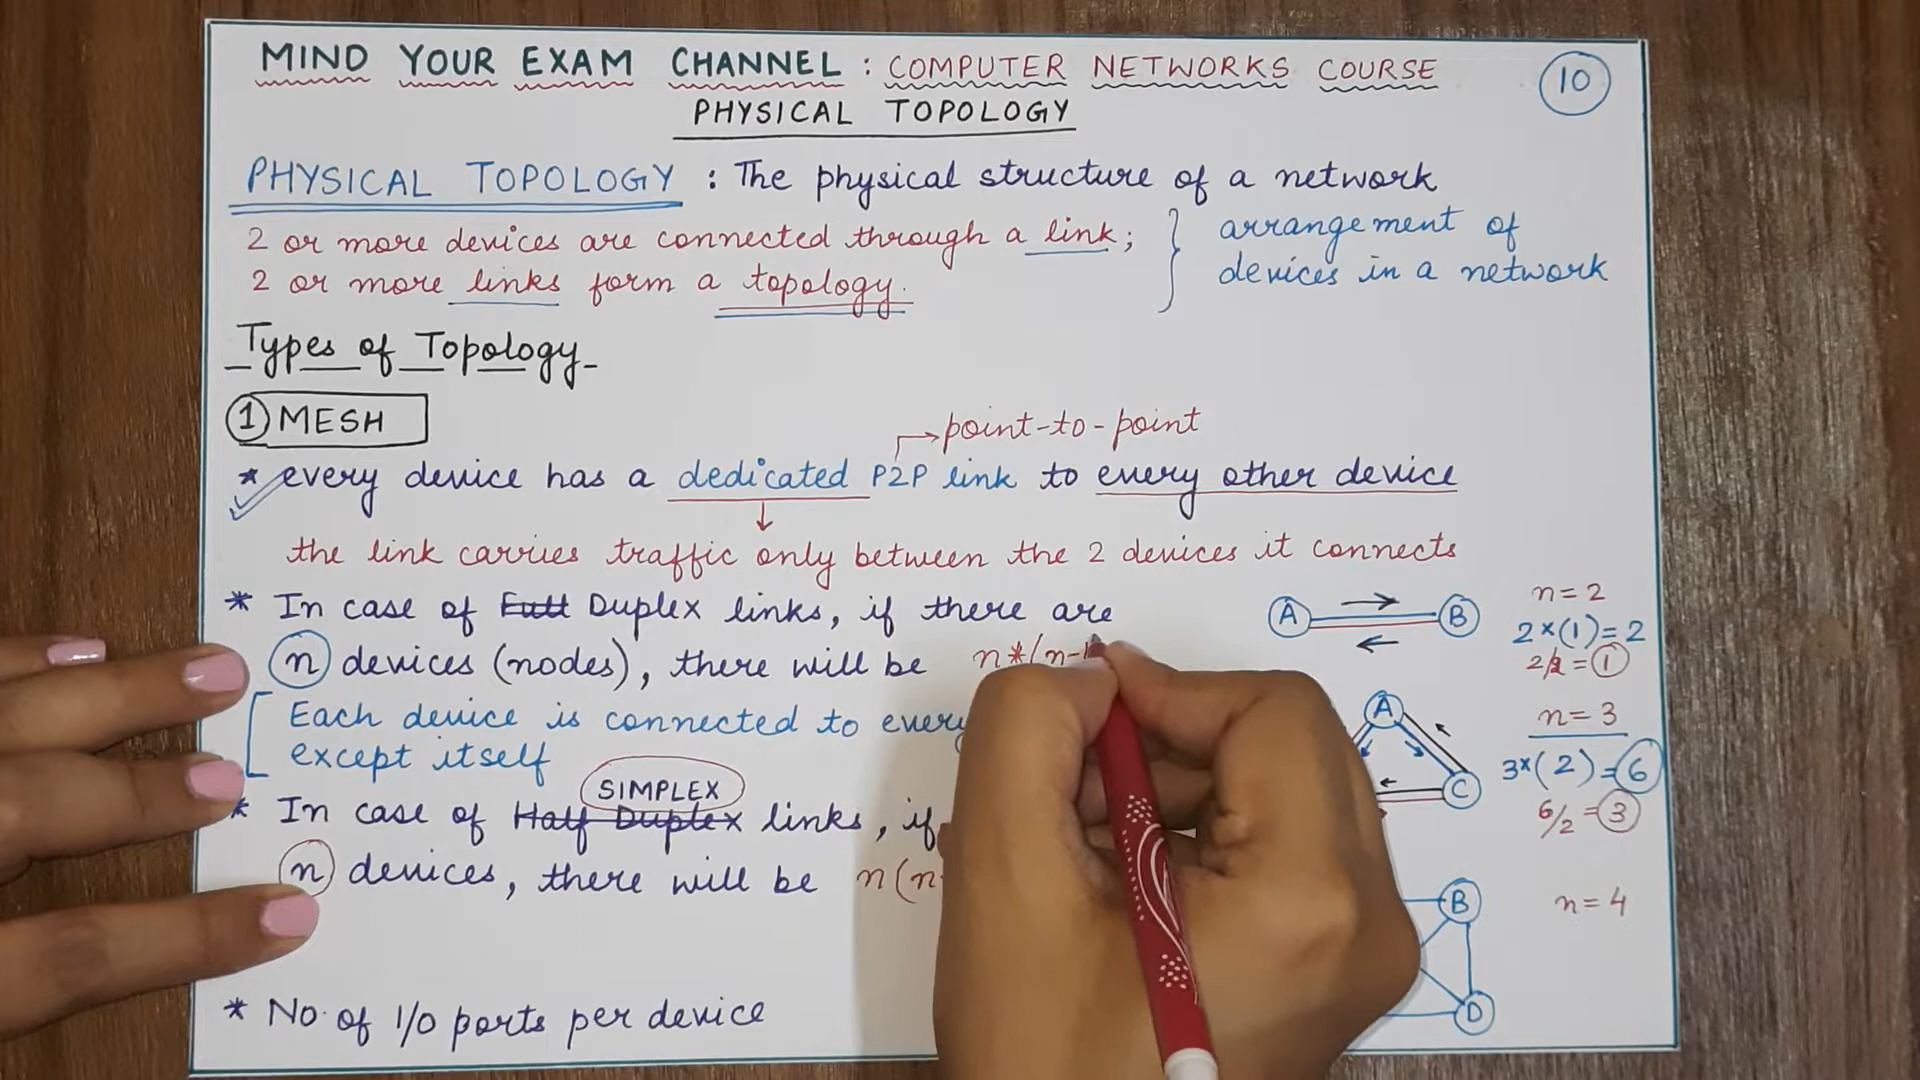 MIND YOUR EXAM CHANNEL : COMPUTER NETWORKS COURSE
10
PHYSICAL TOPOLOGY
PHYSICAL TOPOLOGY : The physical structure of a network
2 or more devices are connected through a link;
2 or more links form a topology.
arrangement of
devices in a network
Types of Topology
1 MESH
point-to-point
* every device has a dedicated P2P link to every other device
the link carries traffic only between the 2 devices it connects
* In case of Full Duplex links, if there are
n devices (nodes), there will be n*(n-1
Each device is connected to every
except itself
SIMPLEX
* In case of Half Duplex links, if
n devices, there will be n(n
* No. of I/O ports per device
A B
n=2
2*(1)=2
2/2 = 1
A
C
n=3
3*(2)=6
6/2 = 3
B
D
n=4